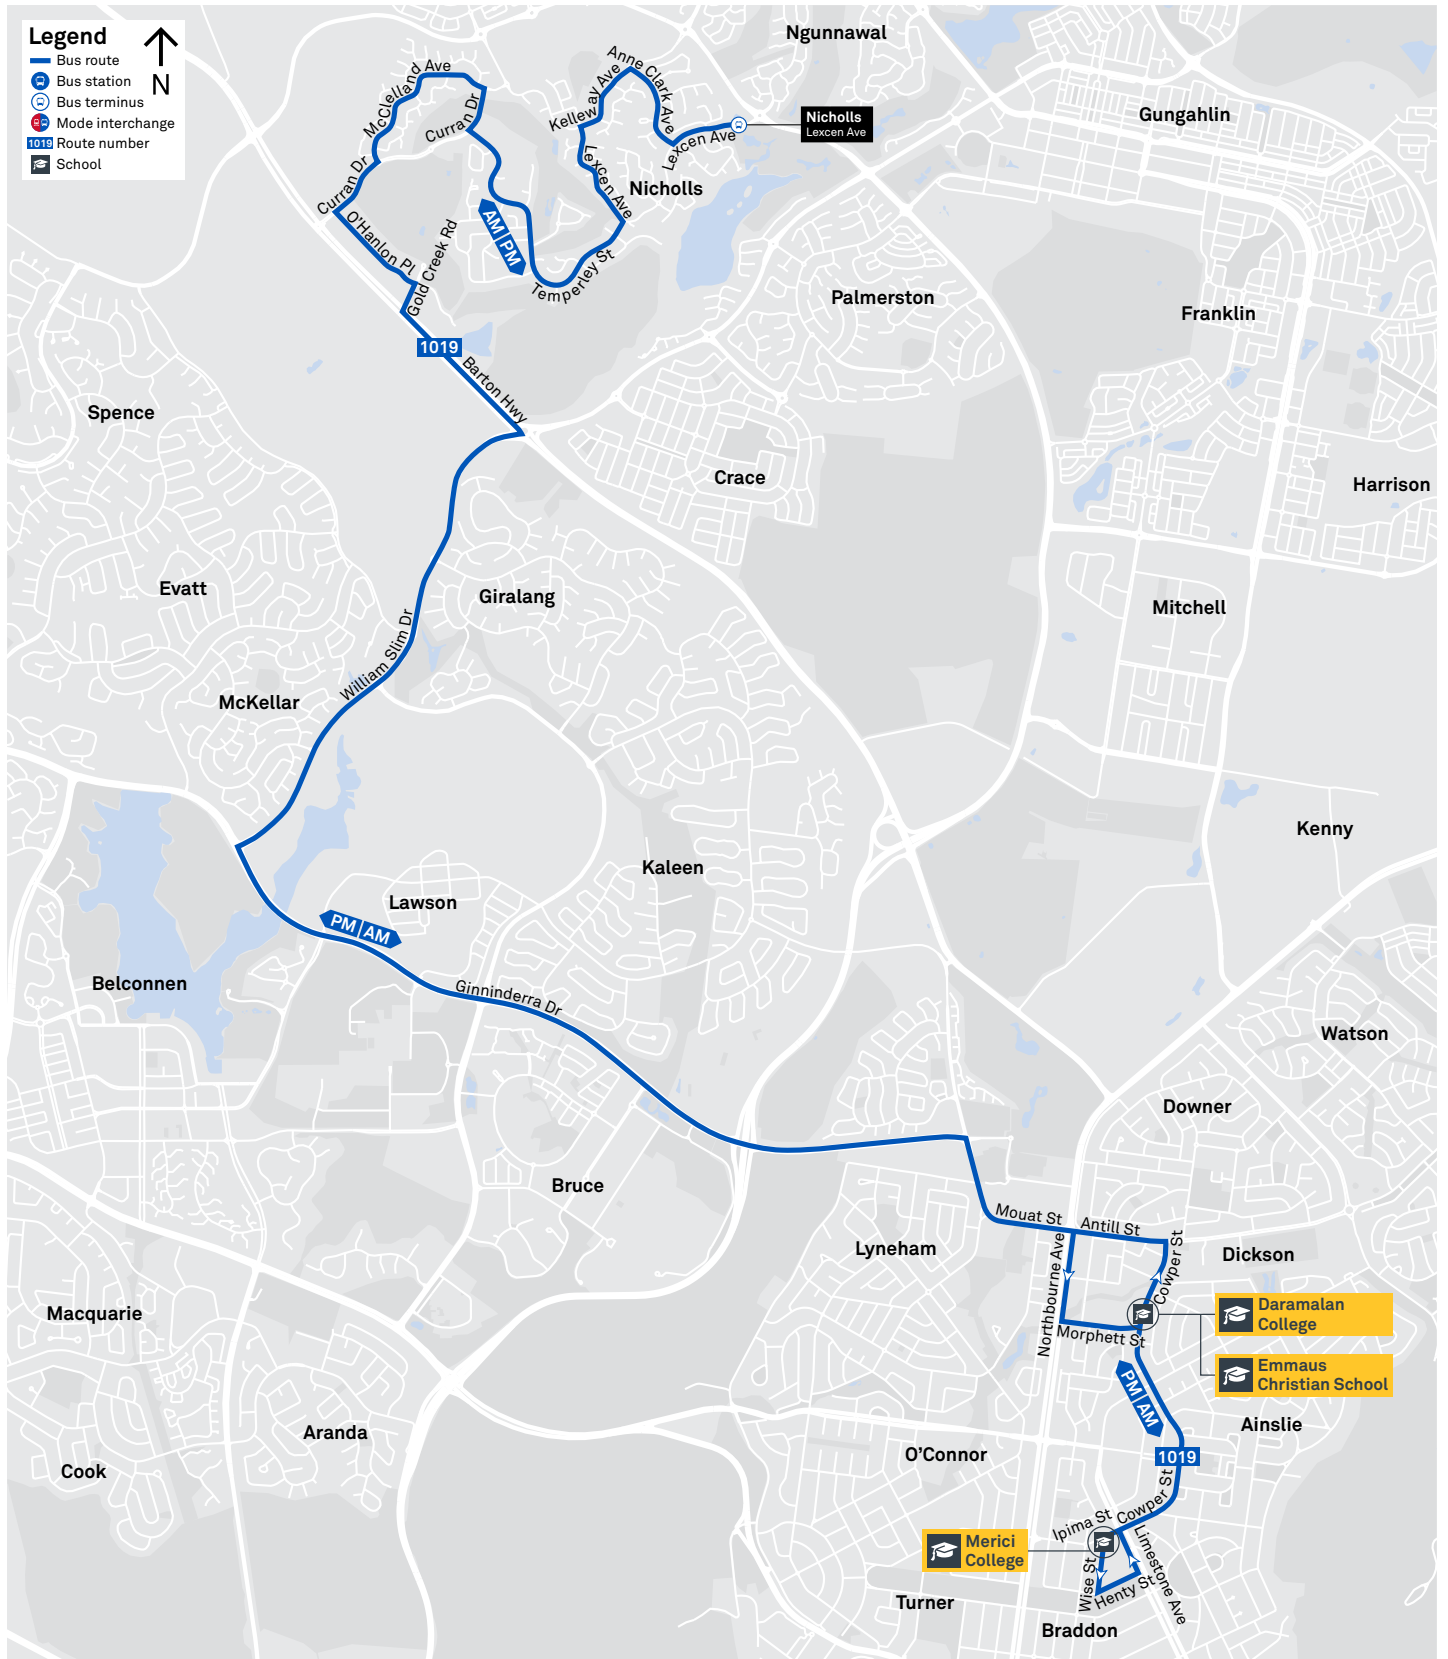 Legend
N
Bus route
Bus station
Bus terminus
Mode interchange
1019 Route number
School
Ngunnawal
Gungahlin
Nicholls
Lexcen Ave
McClelland Ave
Curran Dr
Curran Dr
O'Hanlon Pl
Gold Creek Rd
Anne Clark Ave
Kelleway Ave
Lexcen Ave
Lexcen Ave
Nicholls
AM | PM
Temperley St
Palmerston
Franklin
1019
Barton Hwy
Spence
Crace
Harrison
Evatt
Giralang
Mitchell
William Slim Dr
McKellar
Kenny
Kaleen
Lawson
PM | AM
Belconnen
Ginninderra Dr
Watson
Downer
Bruce
Mouat St
Antill St
Lyneham
Northbourne Ave
Cowper St
Dickson
Macquarie
Daramalan
College
Morphett St
Emmaus
Christian School
PM | AM
Aranda
Ainslie
O'Connor
1019
Cook
Cowper St
Ipima St
Merici
College
Limestone Ave
Wise St
Henty St
Turner
Braddon